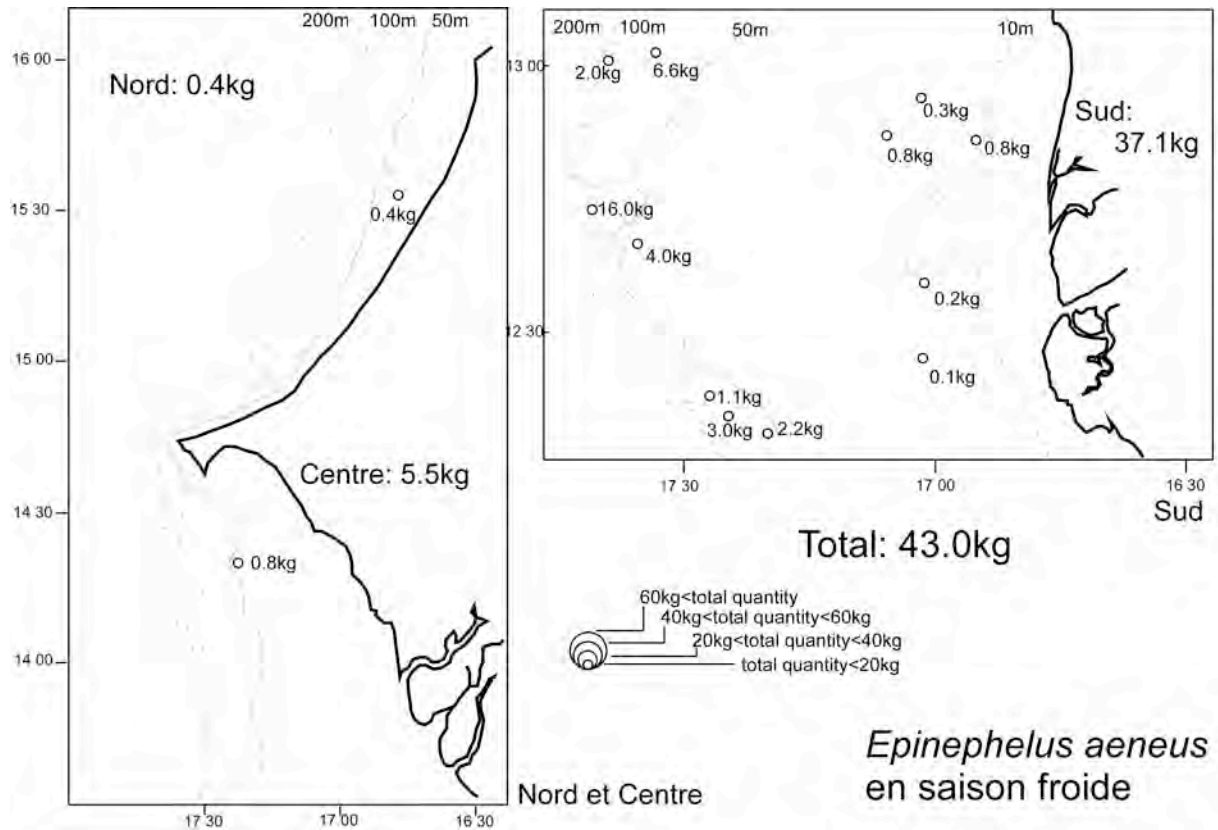 200m 100m 50m
16 00
Nord: 0.4kg
0.4kg
15 30
15 00
Centre: 5.5kg
14 30
0.8kg
14 00
17 30 17 00 16 30
Nord et Centre
200m 100m 50m 10m
13 00
2.0kg 6.6kg
0.3kg
Sud:
37.1kg
0.8kg 0.8kg
16.0kg
4.0kg
0.2kg
12 30
0.1kg
1.1kg
3.0kg 2.2kg
17 30 17 00 16 30
Sud
Total: 43.0kg
60kg<total quantity
40kg<total quantity<60kg
20kg<total quantity<40kg
total quantity<20kg
Epinephelus aeneus
en saison froide